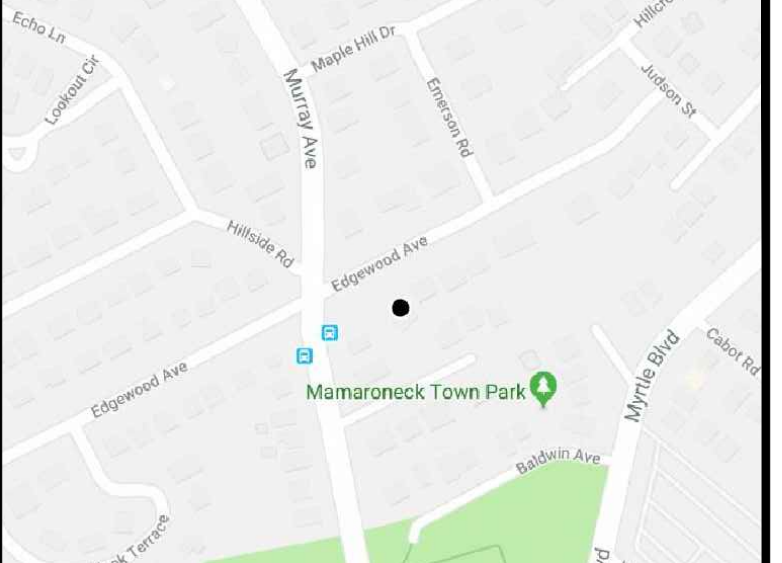 Echo Ln
Maple Hill Dr
Lookout Cir
Murray Ave
Emerson Rd
Judson St
Hillside Rd
Edgewood Ave
Edgewood Ave
Mamaroneck Town Park
Myrtle Blvd
Cabot Rd
Baldwin Ave
Terrace